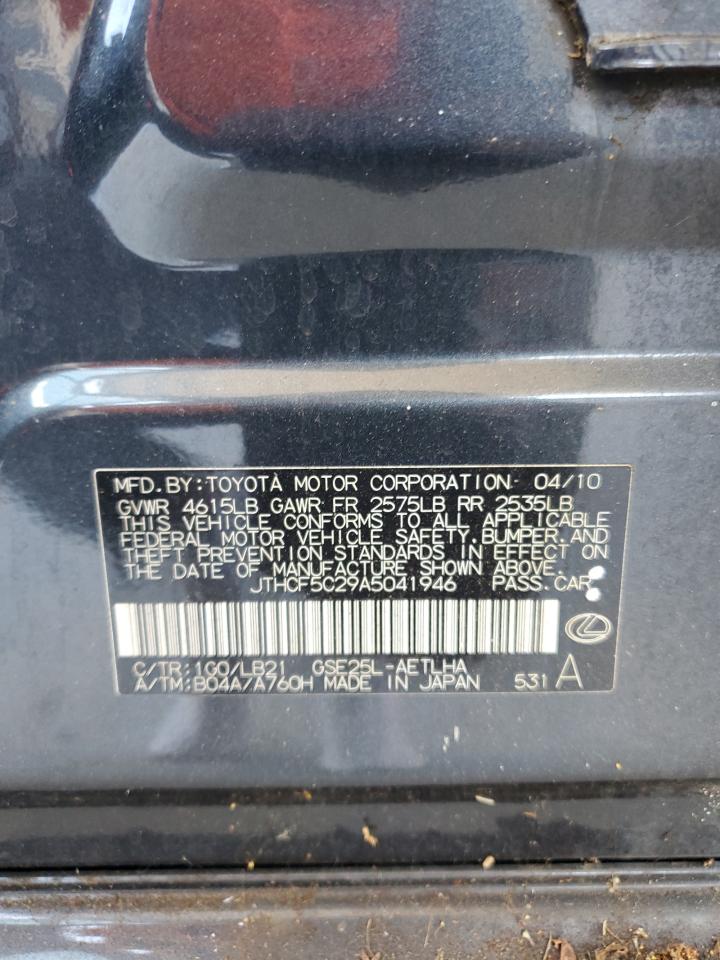 MFD.BY:TOYOTA MOTOR CORPORATION 04/10
GVWR 4615LB GAWR FR 2575LB RR 2535LB
THIS VEHICLE CONFORMS TO ALL APPLICABLE
FEDERAL MOTOR VEHICLE SAFETY,BUMPER,AND
THEFT PREVENTION STANDARDS IN EFFECT ON
THE DATE OF MANUFACTURE SHOWN ABOVE.
JTHCF5C29A5041946 PASS.CAR
C/TR:1G0/LB21 GSE25L-AETLHA
A/TM:B04A/A760H MADE IN JAPAN 531 A